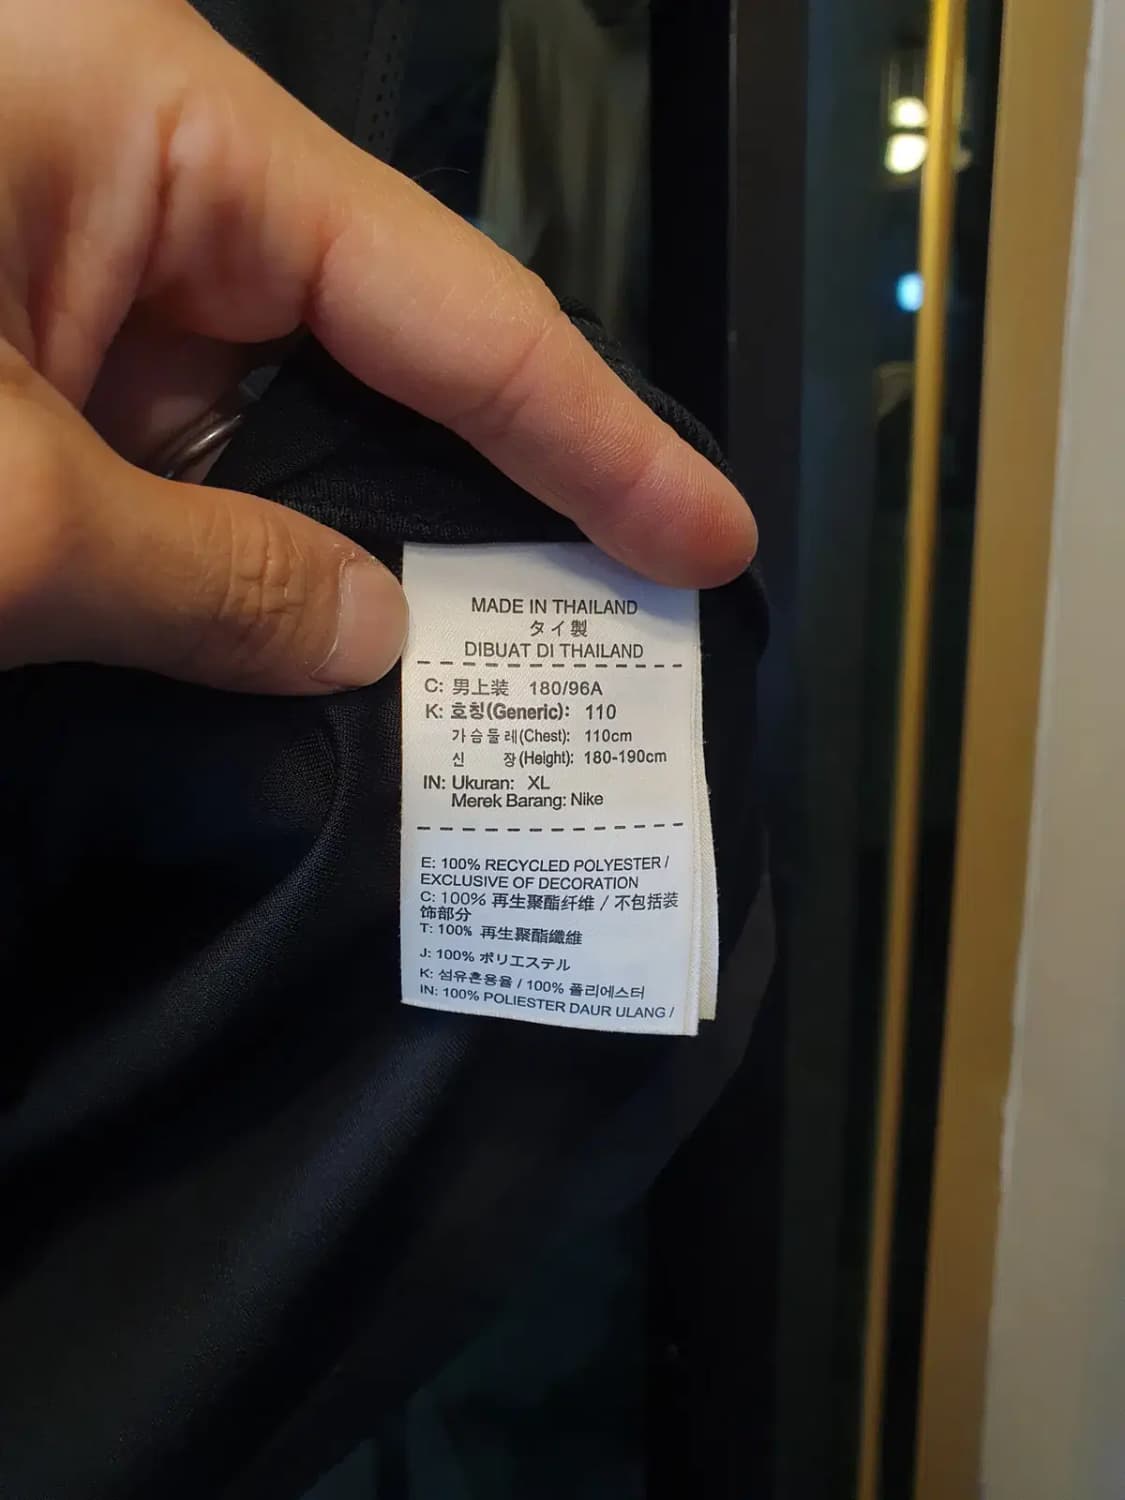 MADE IN THAILAND
タイ製
DIBUAT DI THAILAND
C: 男上装 180/96A
K: 호칭(Generic): 110
가슴둘레(Chest): 110cm
신 장(Height): 180-190cm
IN: Ukuran: XL
Merek Barang: Nike
E: 100% RECYCLED POLYESTER /
EXCLUSIVE OF DECORATION
C: 100% 再生聚酯纤维 / 不包括装
饰部分
T: 100% 再生聚酯纖維
J: 100% ポリエステル
K: 섬유혼용율 / 100% 폴리에스터
IN: 100% POLIESTER DAUR ULANG /